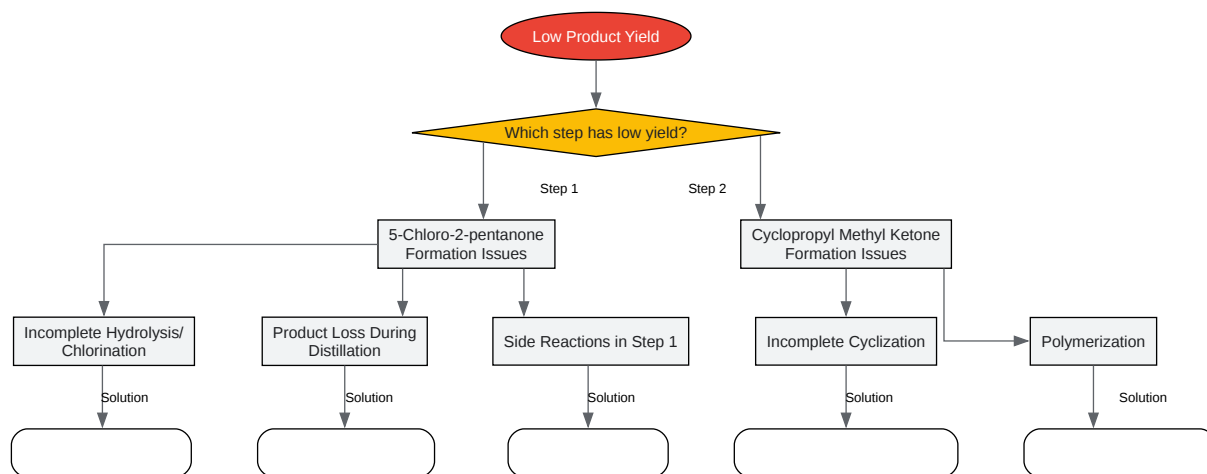 Low Product Yield
Which step has low yield?
Step 1
Step 2
5-Chloro-2-pentanone
Formation Issues
Cyclopropyl Methyl Ketone
Formation Issues
Incomplete Hydrolysis/
Chlorination
Product Loss During
Distillation
Side Reactions in Step 1
Incomplete Cyclization
Polymerization
Solution
Solution
Solution
Solution
Solution